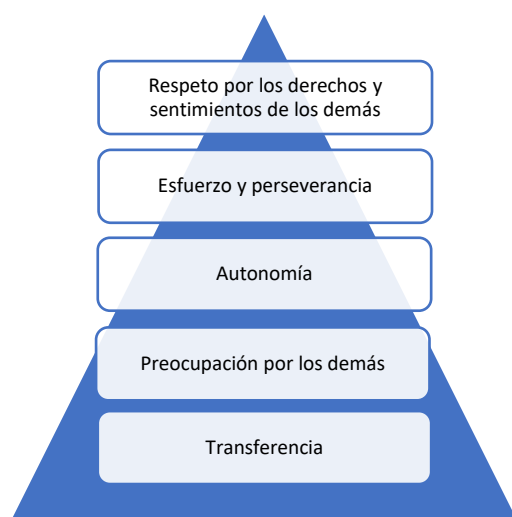 Respeto por los derechos y
sentimientos de los demás
Esfuerzo y perseverancia
Autonomía
Preocupación por los demás
Transferencia